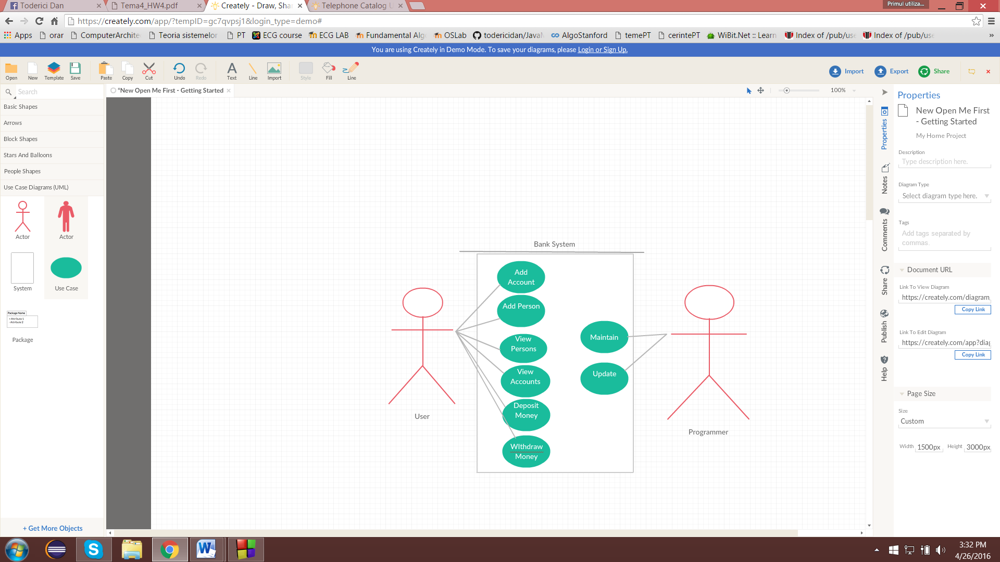 Toderici Dan
Tema4_HW4.pdf
Creately - Draw, Sha
Telephone Catalog U
Primul utiliza...
https://creately.com/app/?tempID=gc7qvpsj1&login_type=demo#
Apps
orar
ComputerArchite
Teoria sistemelor
PT
ECG course
ECG LAB
Fundamental Alg
OSLab
todericidan/JavaM
AlgoStanford
temePT
cerintePT
WiBit.Net :: Learn
Index of /pub/use
Index of /pub/use
»
You are using Creately in Demo Mode. To save your diagrams, please Login or Sign Up.
Open
New
Template
Save
Paste
Copy
Cut
Undo
Redo
Text
Line
Import
Style
Fill
Line
Import
Export
Share
Search
*New Open Me First - Getting Started
100%
Basic Shapes
Arrows
Block Shapes
Stars And Balloons
People Shapes
Use Case Diagrams (UML)
Actor
Actor
System
Use Case
Package Name
+ Attribute 1
- Attribute 2
Package
+ Get More Objects
Bank System
Add
Account
Add Person
View
Persons
View
Accounts
Deposit
Money
WIthdraw
Money
Maintain
Update
User
Programmer
Properties
Notes
Comments
Share
Publish
Help
Properties
New Open Me First
- Getting Started
My Home Project
Description
Type description here.
Diagram Type
Select diagram type here.
Tags
Add tags separated by
commas.
Document URL
Link To View Diagram
https://creately.com/diagram
Copy Link
Link To Edit Diagram
https://creately.com/app?diag
Copy Link
Page Size
Size
Custom
Width
1500px
Height
3000px
3:32 PM
4/26/2016